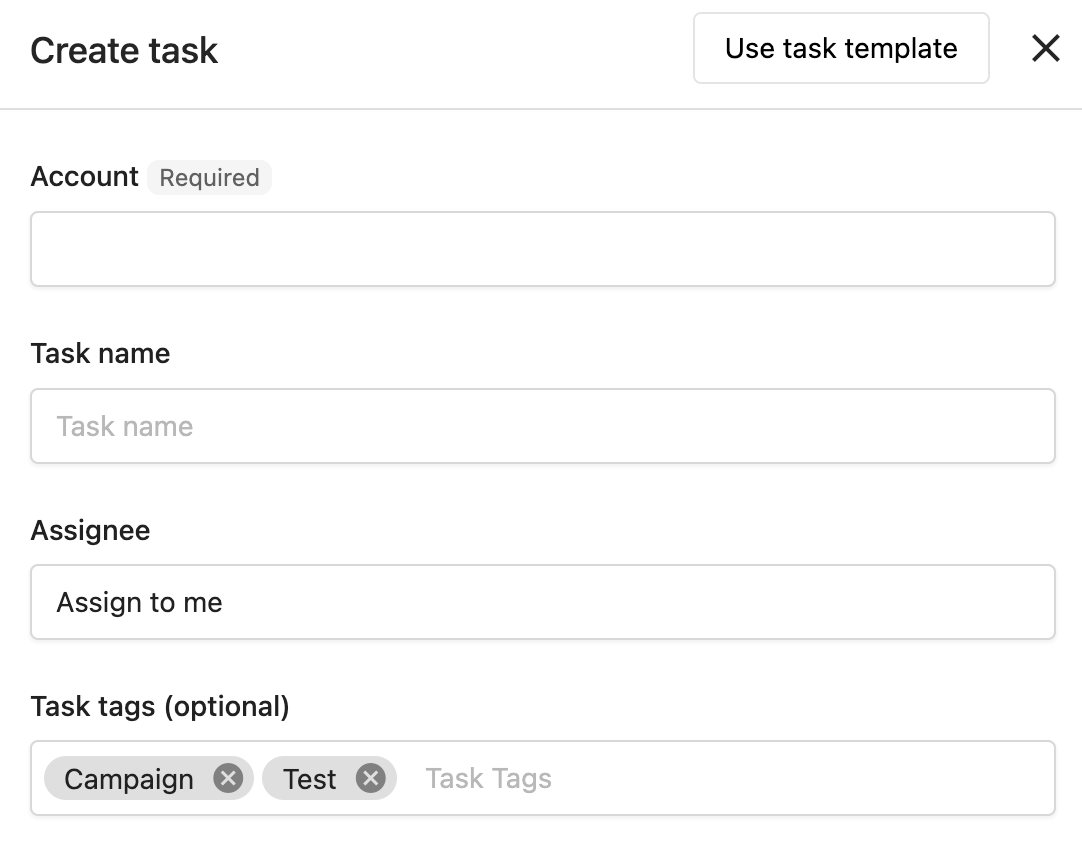 Create task
Use task template
Account Required
Task name
Task name
Assignee
Assign to me
Task tags (optional)
Campaign Test Task Tags